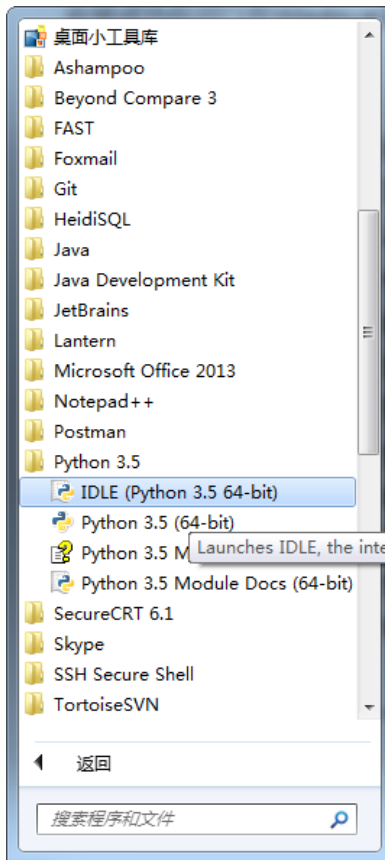 桌面小工具库
Ashampoo
Beyond Compare 3
FAST
Foxmail
Git
HeidiSQL
Java
Java Development Kit
JetBrains
Lantern
Microsoft Office 2013
Notepad++
Postman
Python 3.5
IDLE (Python 3.5 64-bit)
Python 3.5 (64-bit)
Python 3.5 M
Launches IDLE, the inte
Python 3.5 Module Docs (64-bit)
SecureCRT 6.1
Skype
SSH Secure Shell
TortoiseSVN
返回
搜索程序和文件